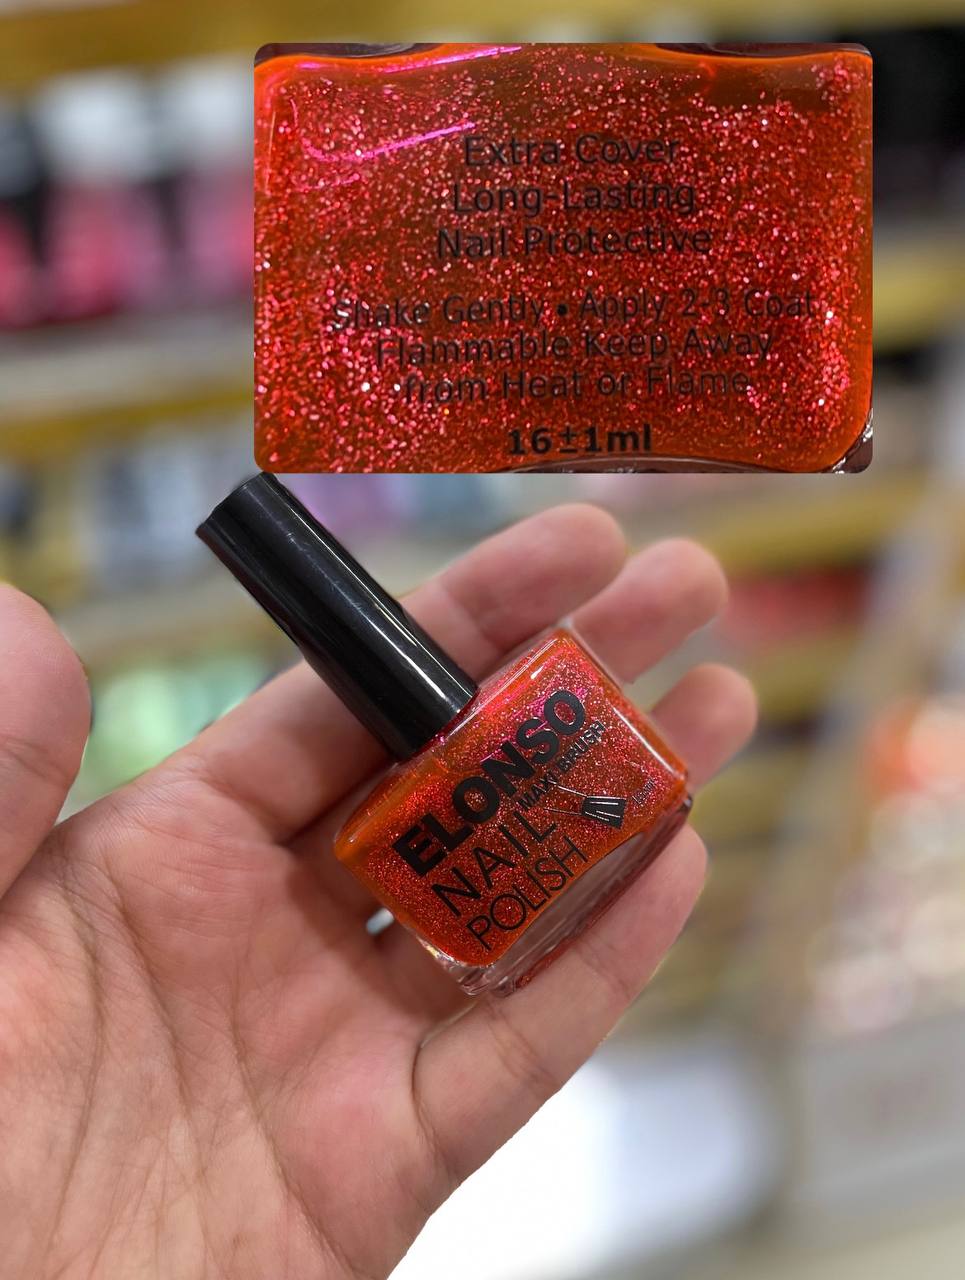 Extra Cover
Long-Lasting
Nail Protective
Shake Gently • Apply 2-3 Coat
Flammable Keep Away
from Heat or Flame
16±1ml
ELONSO
MAXI BRUSH
NAIL
POLISH